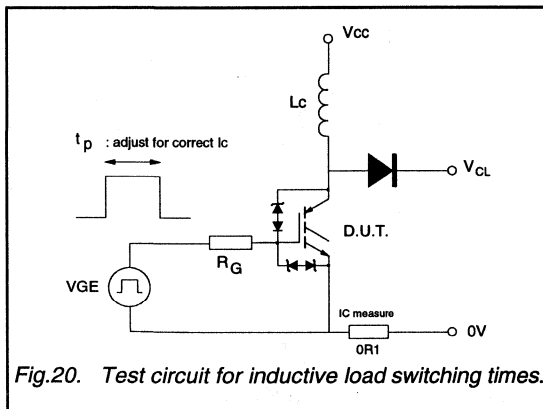 Vcc
Lc
tp : adjust for correct Ic
VCL
D.U.T.
RG
VGE
IC measure
0V
0R1
Fig.20. Test circuit for inductive load switching times.